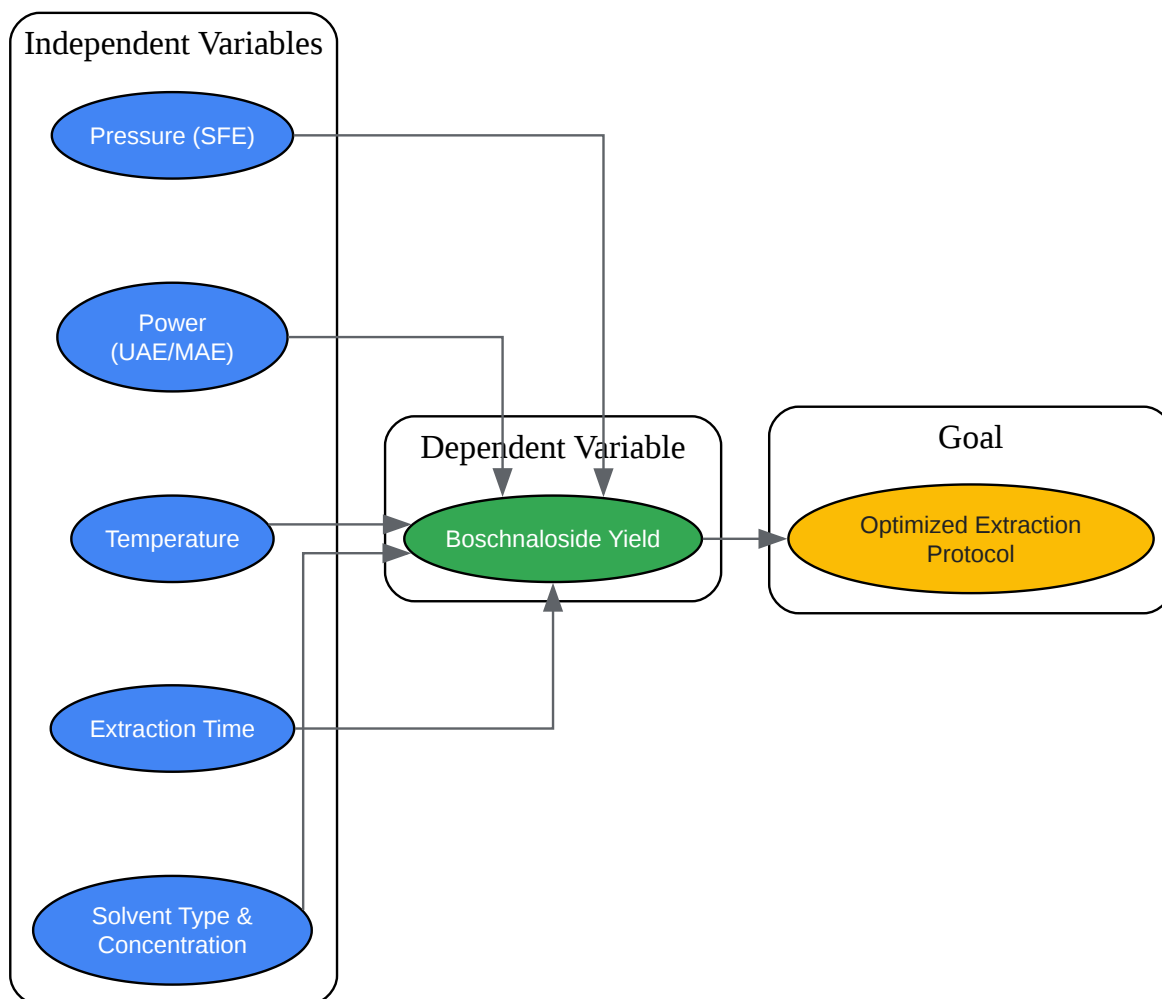 Independent Variables
Pressure (SFE)
Power
(UAE/MAE)
Temperature
Extraction Time
Solvent Type &
Concentration
Dependent Variable
Boschnaloside Yield
Goal
Optimized Extraction
Protocol